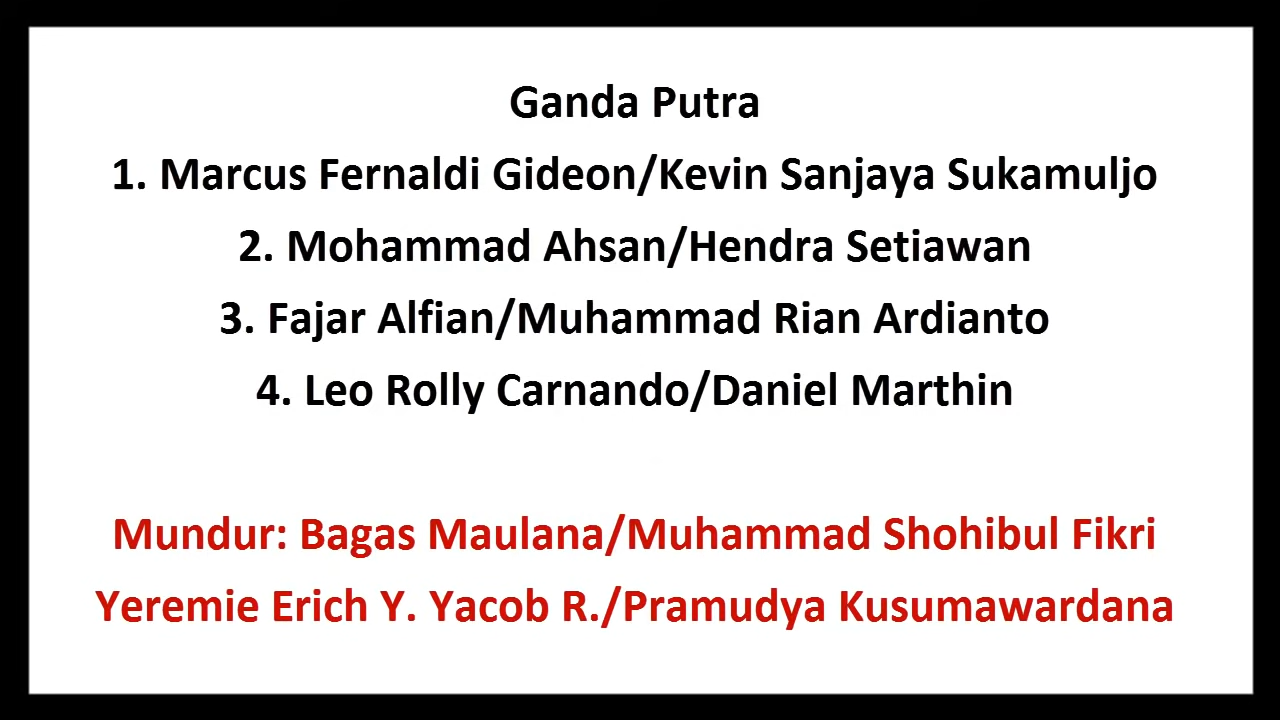 Ganda Putra
1. Marcus Fernaldi Gideon/Kevin Sanjaya Sukamuljo
2. Mohammad Ahsan/Hendra Setiawan
3. Fajar Alfian/Muhammad Rian Ardianto
4. Leo Rolly Carnando/Daniel Marthin
Mundur: Bagas Maulana/Muhammad Shohibul Fikri
Yeremie Erich Y. Yacob R./Pramudya Kusumawardana